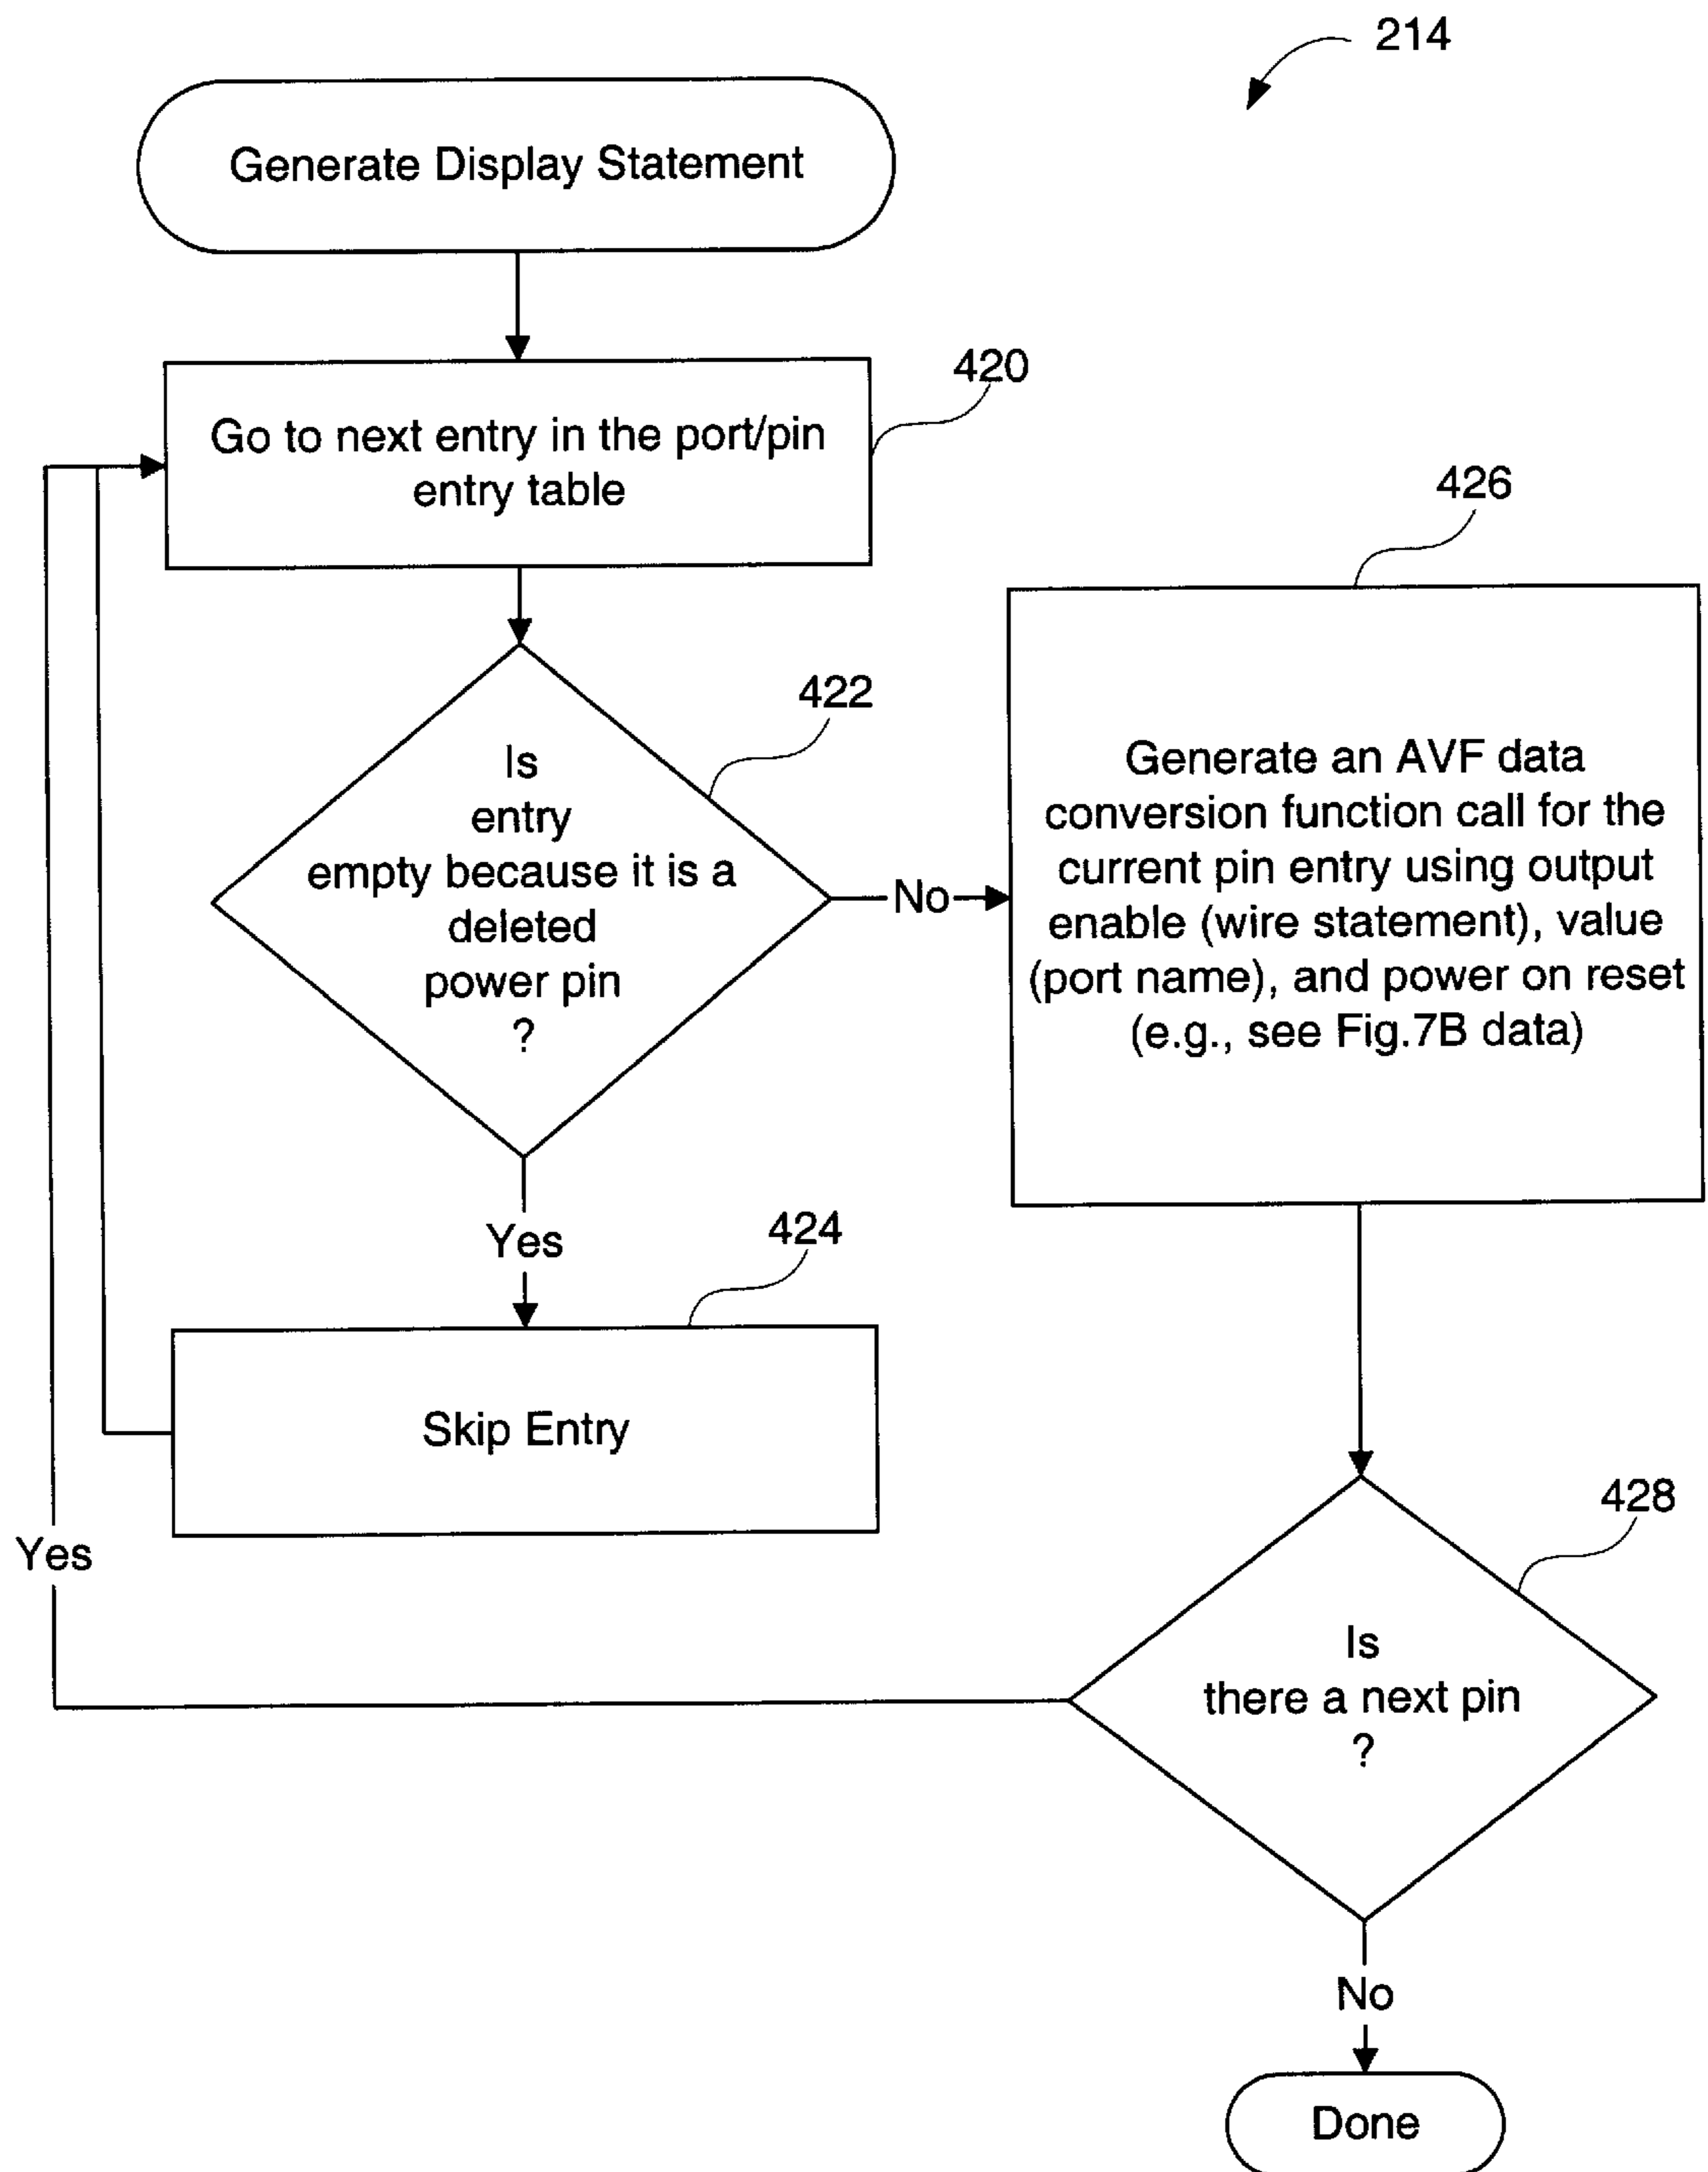 214
Generate Display Statement
420
Go to next entry in the port/pin
entry table
426
422
Is
entry
empty because it is a
deleted
power pin
?
No
Generate an AVF data
conversion function call for the
current pin entry using output
enable (wire statement), value
(port name), and power on reset
(e.g., see Fig.7B data)
Yes
424
Skip Entry
428
Yes
Is
there a next pin
?
No
Done